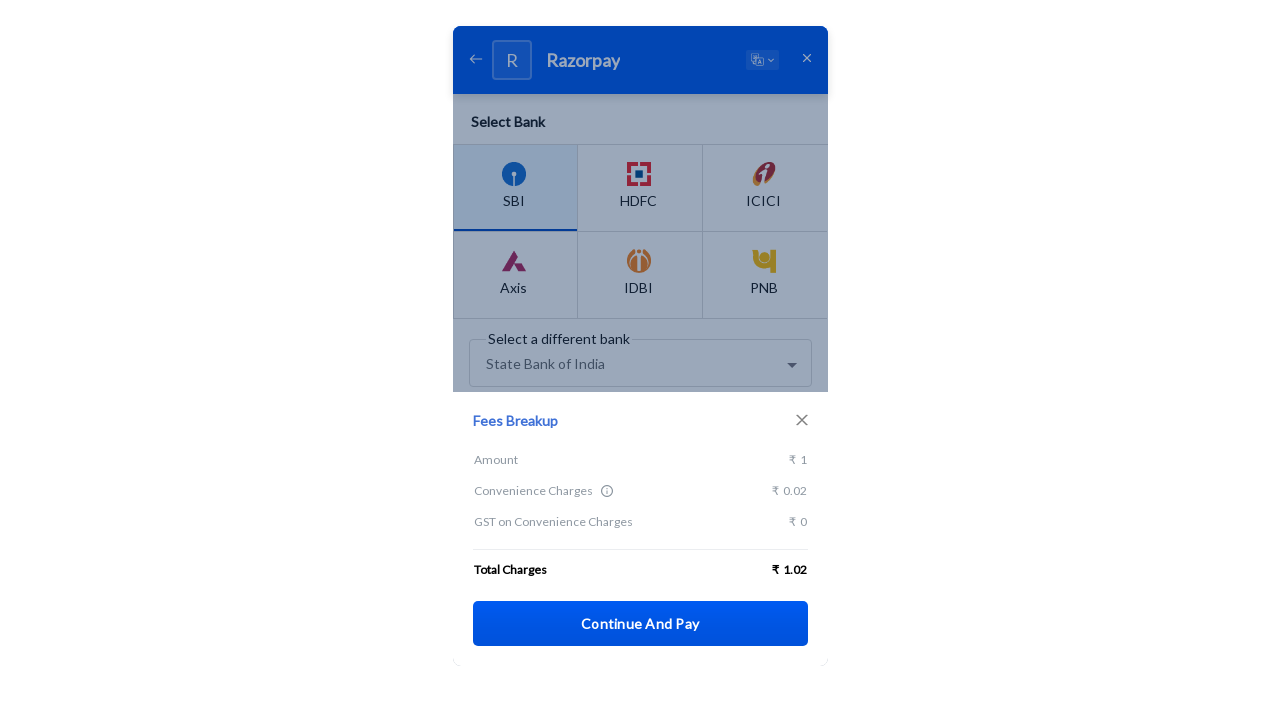 R Razorpay
Select Bank
SBI HDFC ICICI
Axis IDBI PNB
Select a different bank
State Bank of India
Fees Breakup
Amount ₹ 1
Convenience Charges ₹ 0.02
GST on Convenience Charges ₹ 0
Total Charges ₹ 1.02
Continue And Pay